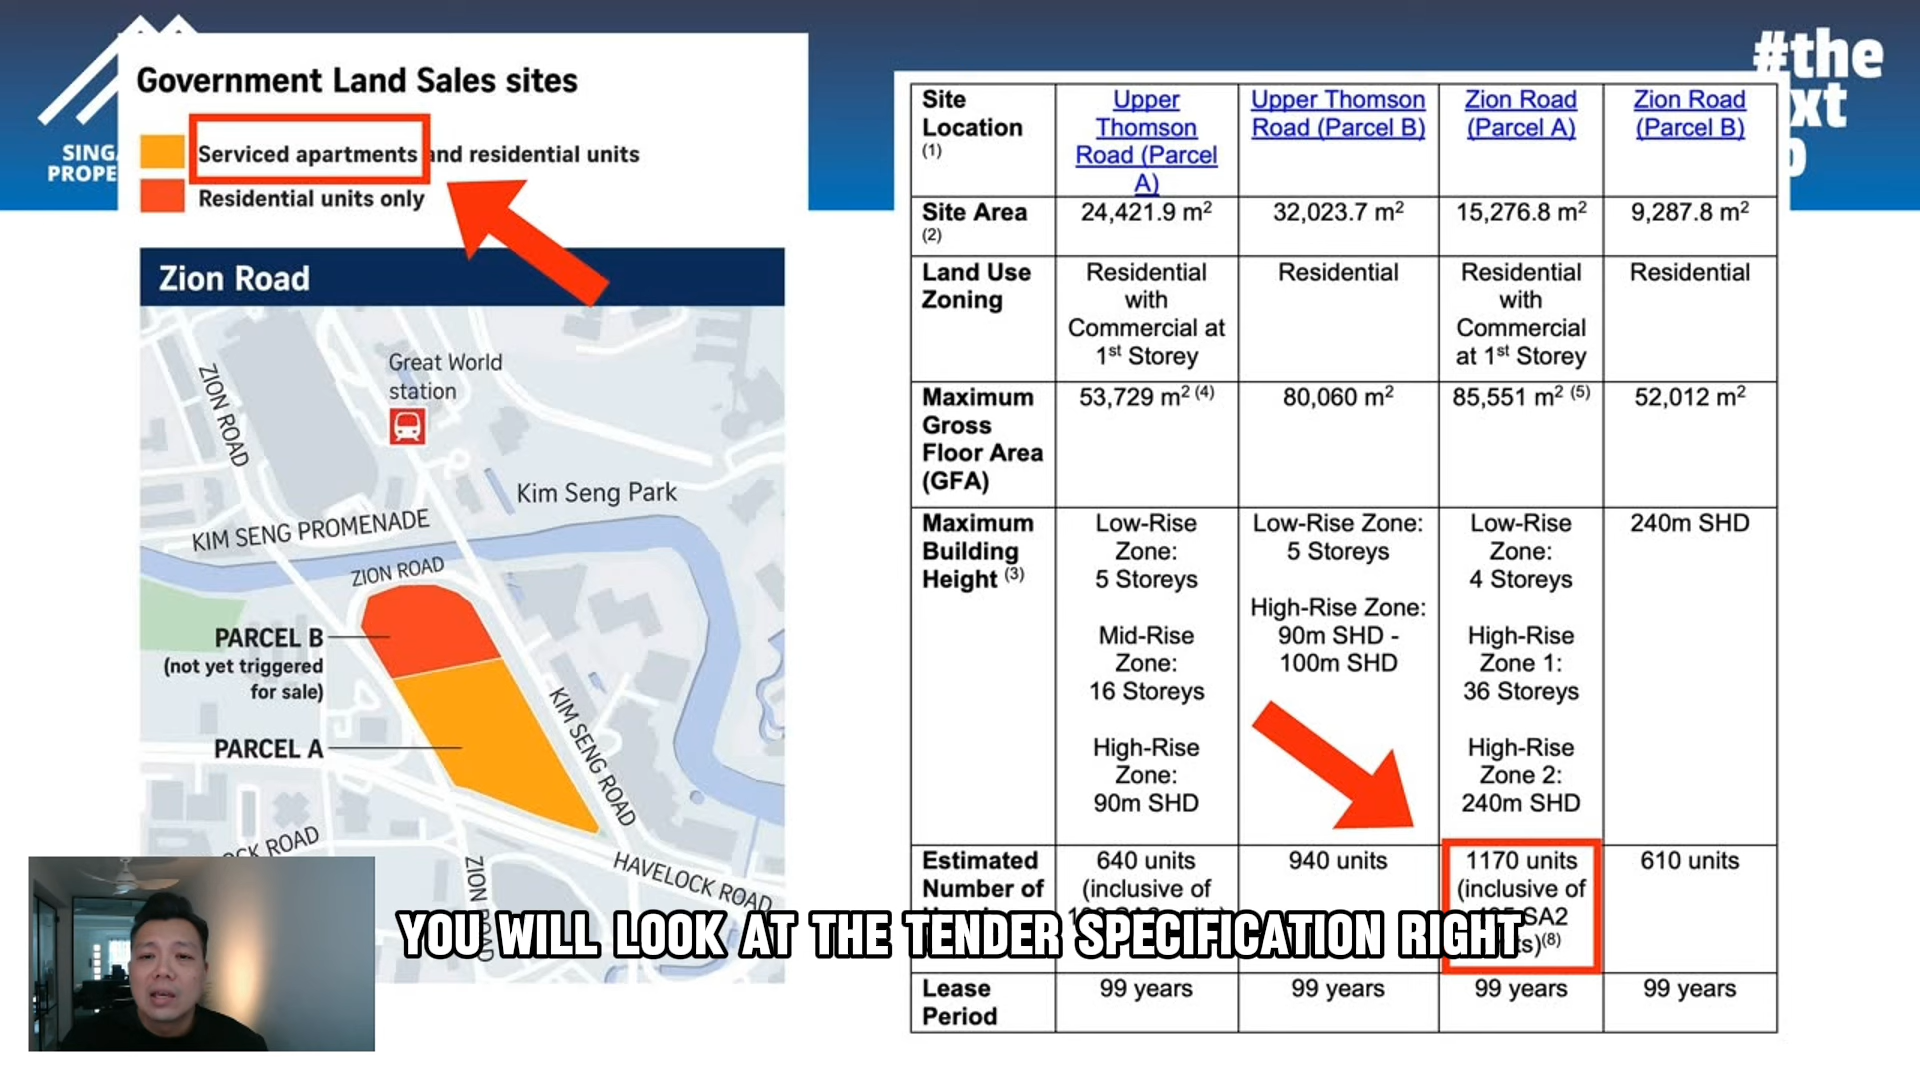 SING
PROPE
#the
xt
Government Land Sales sites
Serviced apartments and residential units
Residential units only
Zion Road
ZION ROAD
Great World
station
Kim Seng Park
KIM SENG PROMENADE
ZION ROAD
PARCEL B
(not yet triggered
for sale)
PARCEL A
KIM SENG ROAD
HAVELOCK ROAD
OCK ROAD
ZION ROAD
Site Location (1) Upper Thomson Road (Parcel A) Upper Thomson Road (Parcel B) Zion Road (Parcel A) Zion Road (Parcel B)
Site Area (2) 24,421.9 m² 32,023.7 m² 15,276.8 m² 9,287.8 m²
Land Use Zoning Residential with Commercial at 1st Storey Residential Residential with Commercial at 1st Storey Residential
Maximum Gross Floor Area (GFA) 53,729 m² (4) 80,060 m² 85,551 m² (5) 52,012 m²
Maximum Building Height (3) Low-Rise Zone: 5 Storeys Mid-Rise Zone: 16 Storeys High-Rise Zone: 90m SHD Low-Rise Zone: 5 Storeys High-Rise Zone: 90m SHD - 100m SHD Low-Rise Zone: 4 Storeys High-Rise Zone 1: 36 Storeys High-Rise Zone 2: 240m SHD 240m SHD
Estimated Number of 640 units (inclusive of 940 units 1170 units (inclusive of SA2 (8) 610 units
Lease Period 99 years 99 years 99 years 99 years
YOU WILL LOOK AT THE TENDER SPECIFICATION RIGHT